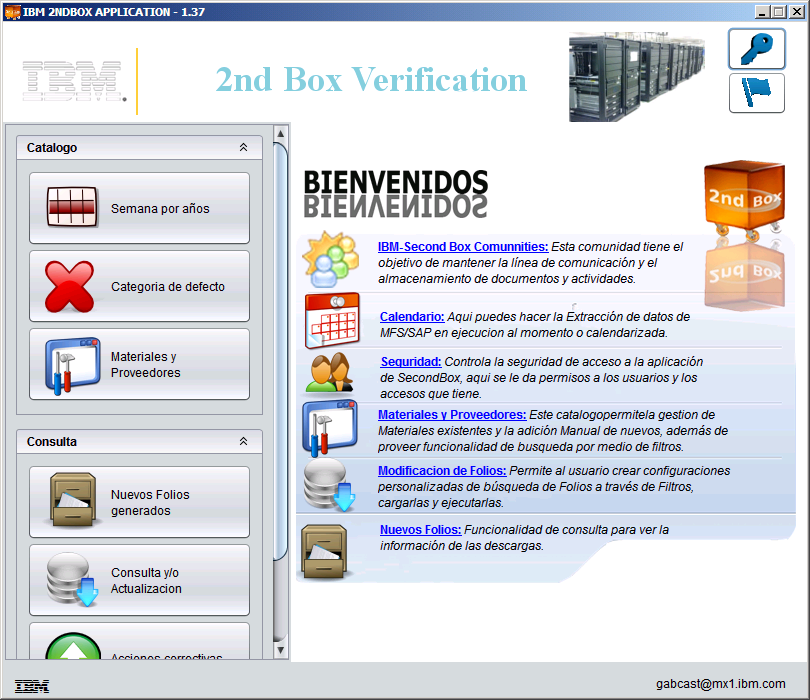 IBM 2NDBOX APPLICATION - 1.37
IBM
2nd Box Verification
Catalogo
Semana por años
Categoria de defecto
Materiales y
Proveedores
Consulta
Nuevos Folios
generados
Consulta y/o
Actualizacion
Acciones correctivas
BIENVENIDOS
2nd Box
IBM-Second Box Comunnities: Esta comunidad tiene el
objetivo de mantener la línea de comunicación y el
almacenamiento de documentos y actividades.
Calendario: Aqui puedes hacer la Extracción de datos de
MFS/SAP en ejecucion al momento o calendarizada.
Seguridad: Controla la seguridad de acceso a la aplicación
de SecondBox, aqui se le da permisos a los usuarios y los
accesos que tiene.
Materiales y Proveedores: Este catalogopermitela gestion de
Materiales existentes y la adición Manual de nuevos, además de
proveer funcionalidad de busqueda por medio de filtros.
Modificacion de Folios: Permite al usuario crear configuraciones
personalizadas de búsqueda de Folios a través de Filtros,
cargarlas y ejecutarlas.
Nuevos Folios: Funcionalidad de consulta para ver la
información de las descargas.
IBM
gabcast@mx1.ibm.com